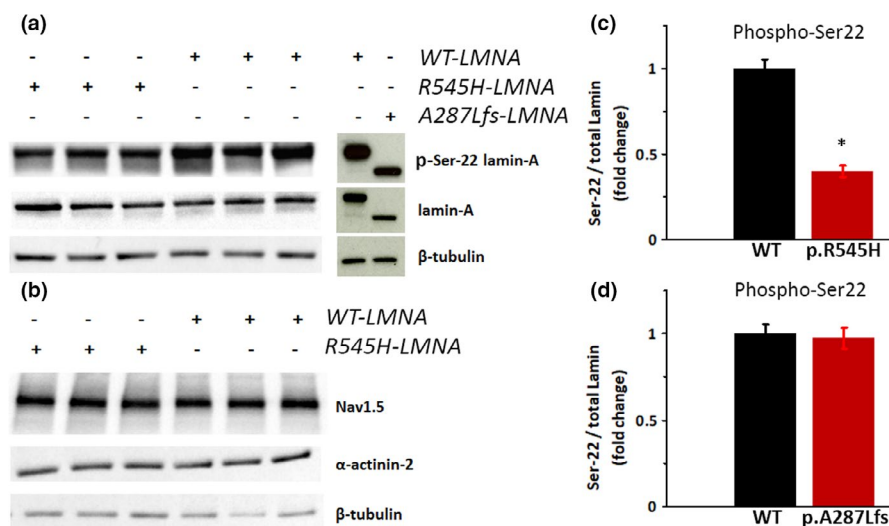 (a)
- - - + + + + - WT-LMNA
+ + + - - - - - R545H-LMNA
- - - - - - - + A287Lfs-LMNA
p-Ser-22 lamin-A
lamin-A
β-tubulin
(b)
- - - + + + WT-LMNA
+ + + - - - R545H-LMNA
Nav1.5
α-actinin-2
β-tubulin
(c)
Phospho-Ser22
Ser-22 / total Lamin
(fold change)
1
0.5
0
*
WT p.R545H
(d)
Phospho-Ser22
Ser-22 / total Lamin
(fold change)
1
0.5
0
WT p.A287Lfs